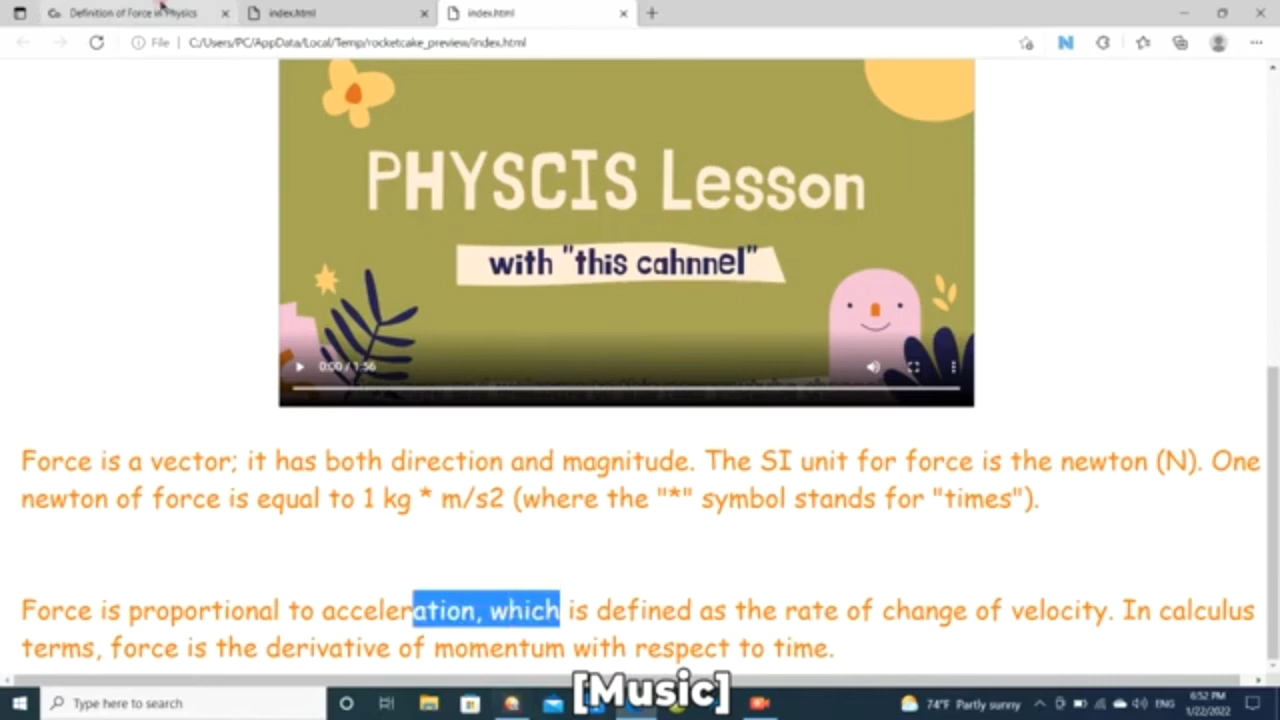 Definition of Force in Physics
index.html
index.html
File
C:/Users/PC/AppData/Local/Temp/rocketcake_preview/index.html
PHYSCIS Lesson
with "this cahnnel"
0:00 / 1:56
Force is a vector; it has both direction and magnitude. The SI unit for force is the newton (N). One
newton of force is equal to 1 kg * m/s2 (where the "*" symbol stands for "times").
Force is proportional to acceleration, which is defined as the rate of change of velocity. In calculus
terms, force is the derivative of momentum with respect to time.
[Music]
Type here to search
74°F Partly sunny
ENG
6:52 PM
1/22/2022